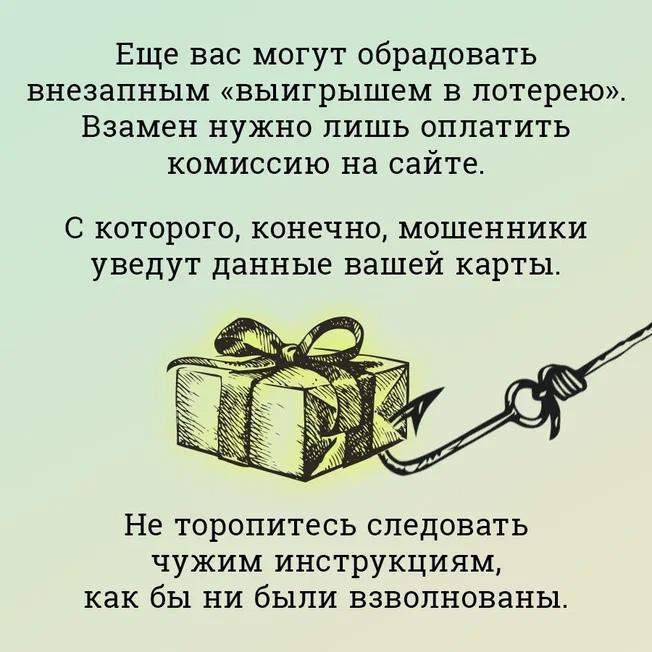 Еще вас могут обрадовать
внезапным «выигрышем в лотерею».
Взамен нужно лишь оплатить
комиссию на сайте.
С которого, конечно, мошенники
уведут данные вашей карты.
Не торопитесь следовать
чужим инструкциям,
как бы ни были взволнованы.